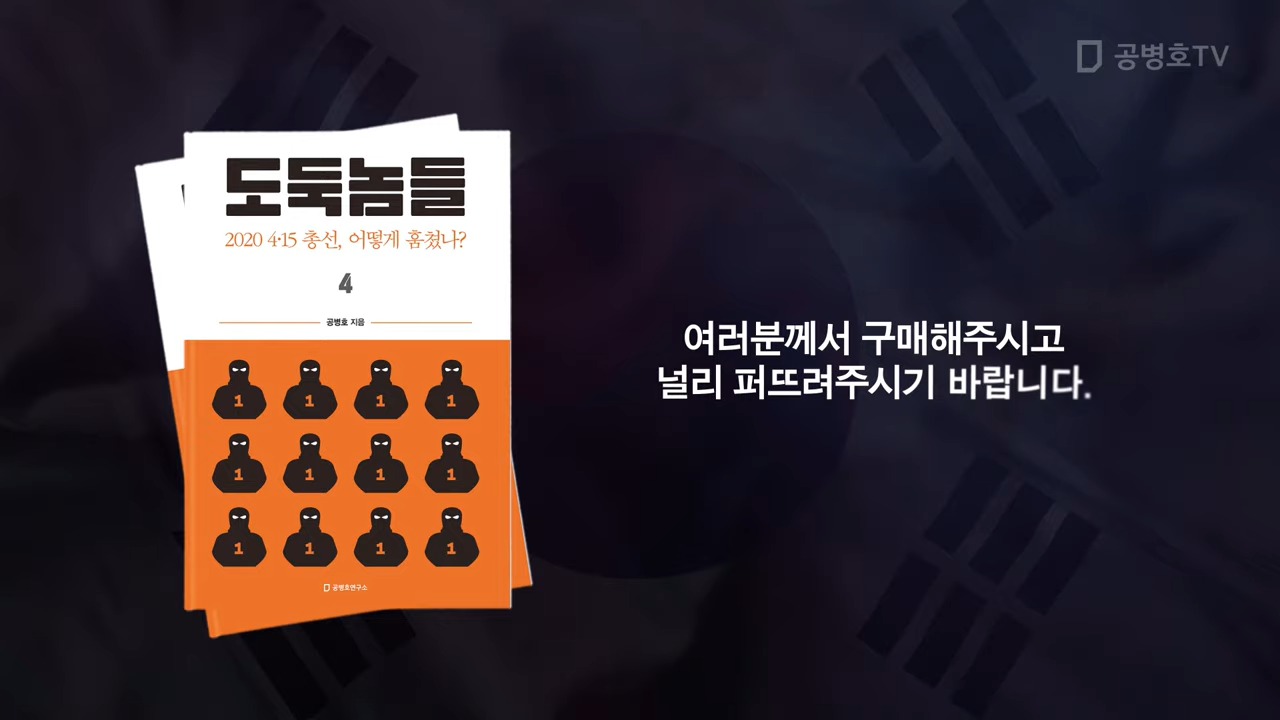 공병호TV
도둑놈들
2020 4·15 총선, 어떻게 훔쳤나?
4
공병호 지음
1 1 1 1
1 1 1 1
1 1 1 1
공병호연구소
여러분께서 구매해주시고
널리 퍼뜨려주시기 바랍니다.